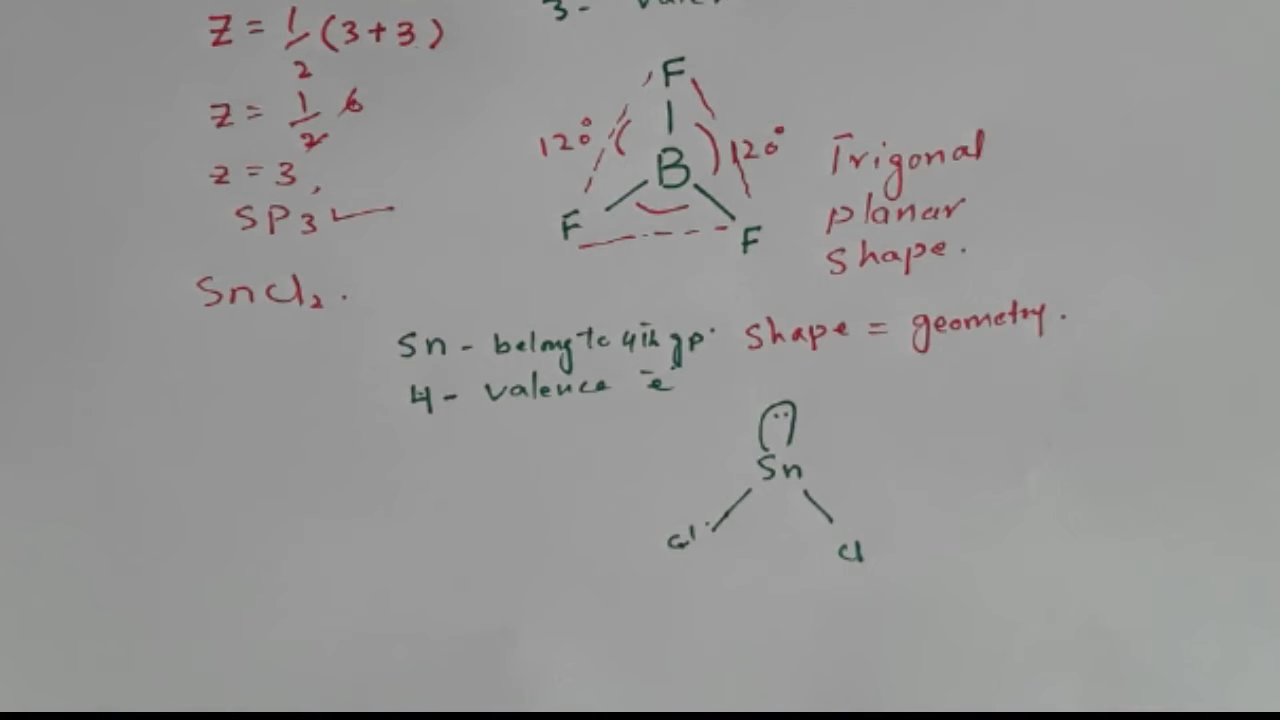 Z = 1/2 (3+3)
3 -
Z = 1/2 6
z = 3,
SP3
F
120°
B
120°
F
F
Trigonal
planar
shape.
SnCl2.
Sn - belong to 4th gp.
4 - valence e-
Shape = geometry.
Sn
Cl
Cl